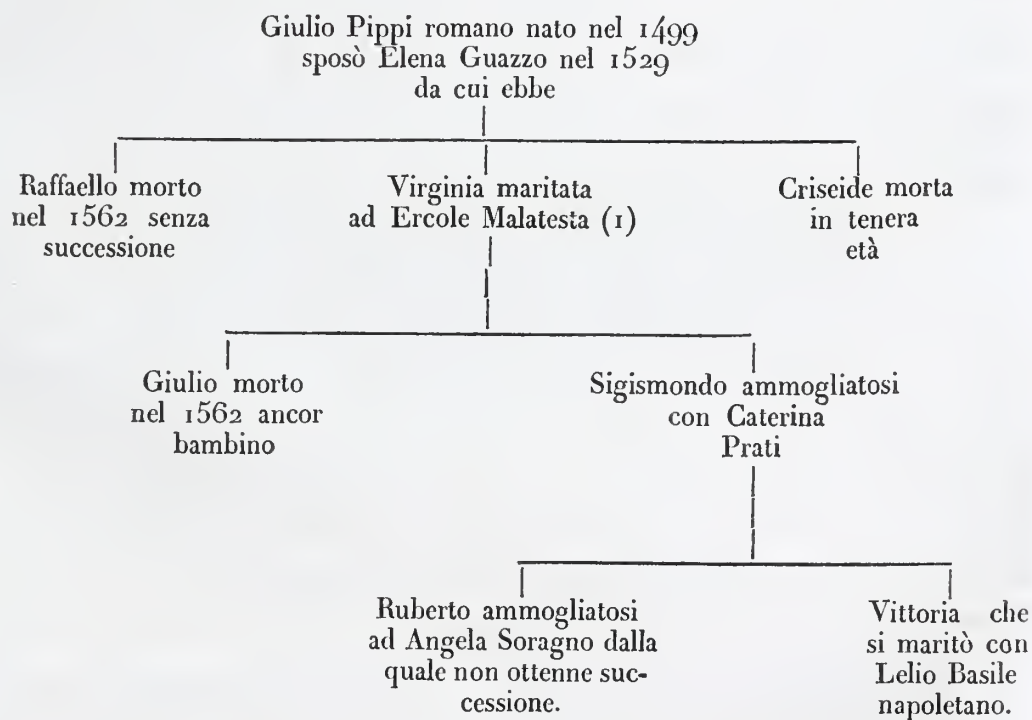 Giulio Pippi romano nato nel 1499
sposò Elena Guazzo nel 1529
da cui ebbe
Raffaello morto
nel 1562 senza
successione
Virginia maritata
ad Ercole Malatesta (1)
Criseide morta
in tenera
età
Giulio morto
nel 1562 ancor
bambino
Sigismondo ammogliatosi
con Caterina
Prati
Ruberto ammogliatosi
ad Angela Soragno dalla
quale non ottenne suc-
cessione.
Vittoria che
si maritò con
Lelio Basile
napoletano.